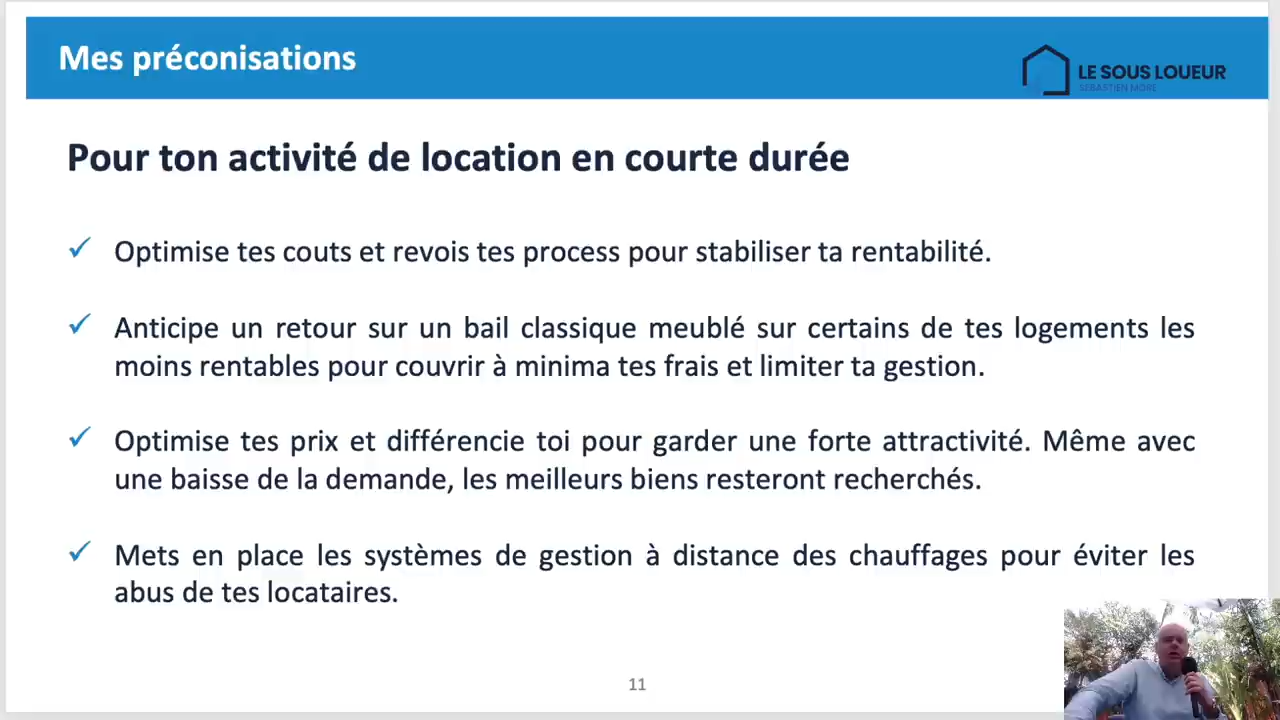 Mes préconisations
LE SOUS LOUEUR
SEBASTIEN MORE
Pour ton activité de location en courte durée
Optimise tes couts et revois tes process pour stabiliser ta rentabilité.
Anticipe un retour sur un bail classique meublé sur certains de tes logements les
moins rentables pour couvrir à minima tes frais et limiter ta gestion.
Optimise tes prix et différencie toi pour garder une forte attractivité. Même avec
une baisse de la demande, les meilleurs biens resteront recherchés.
Mets en place les systèmes de gestion à distance des chauffages pour éviter les
abus de tes locataires.
11